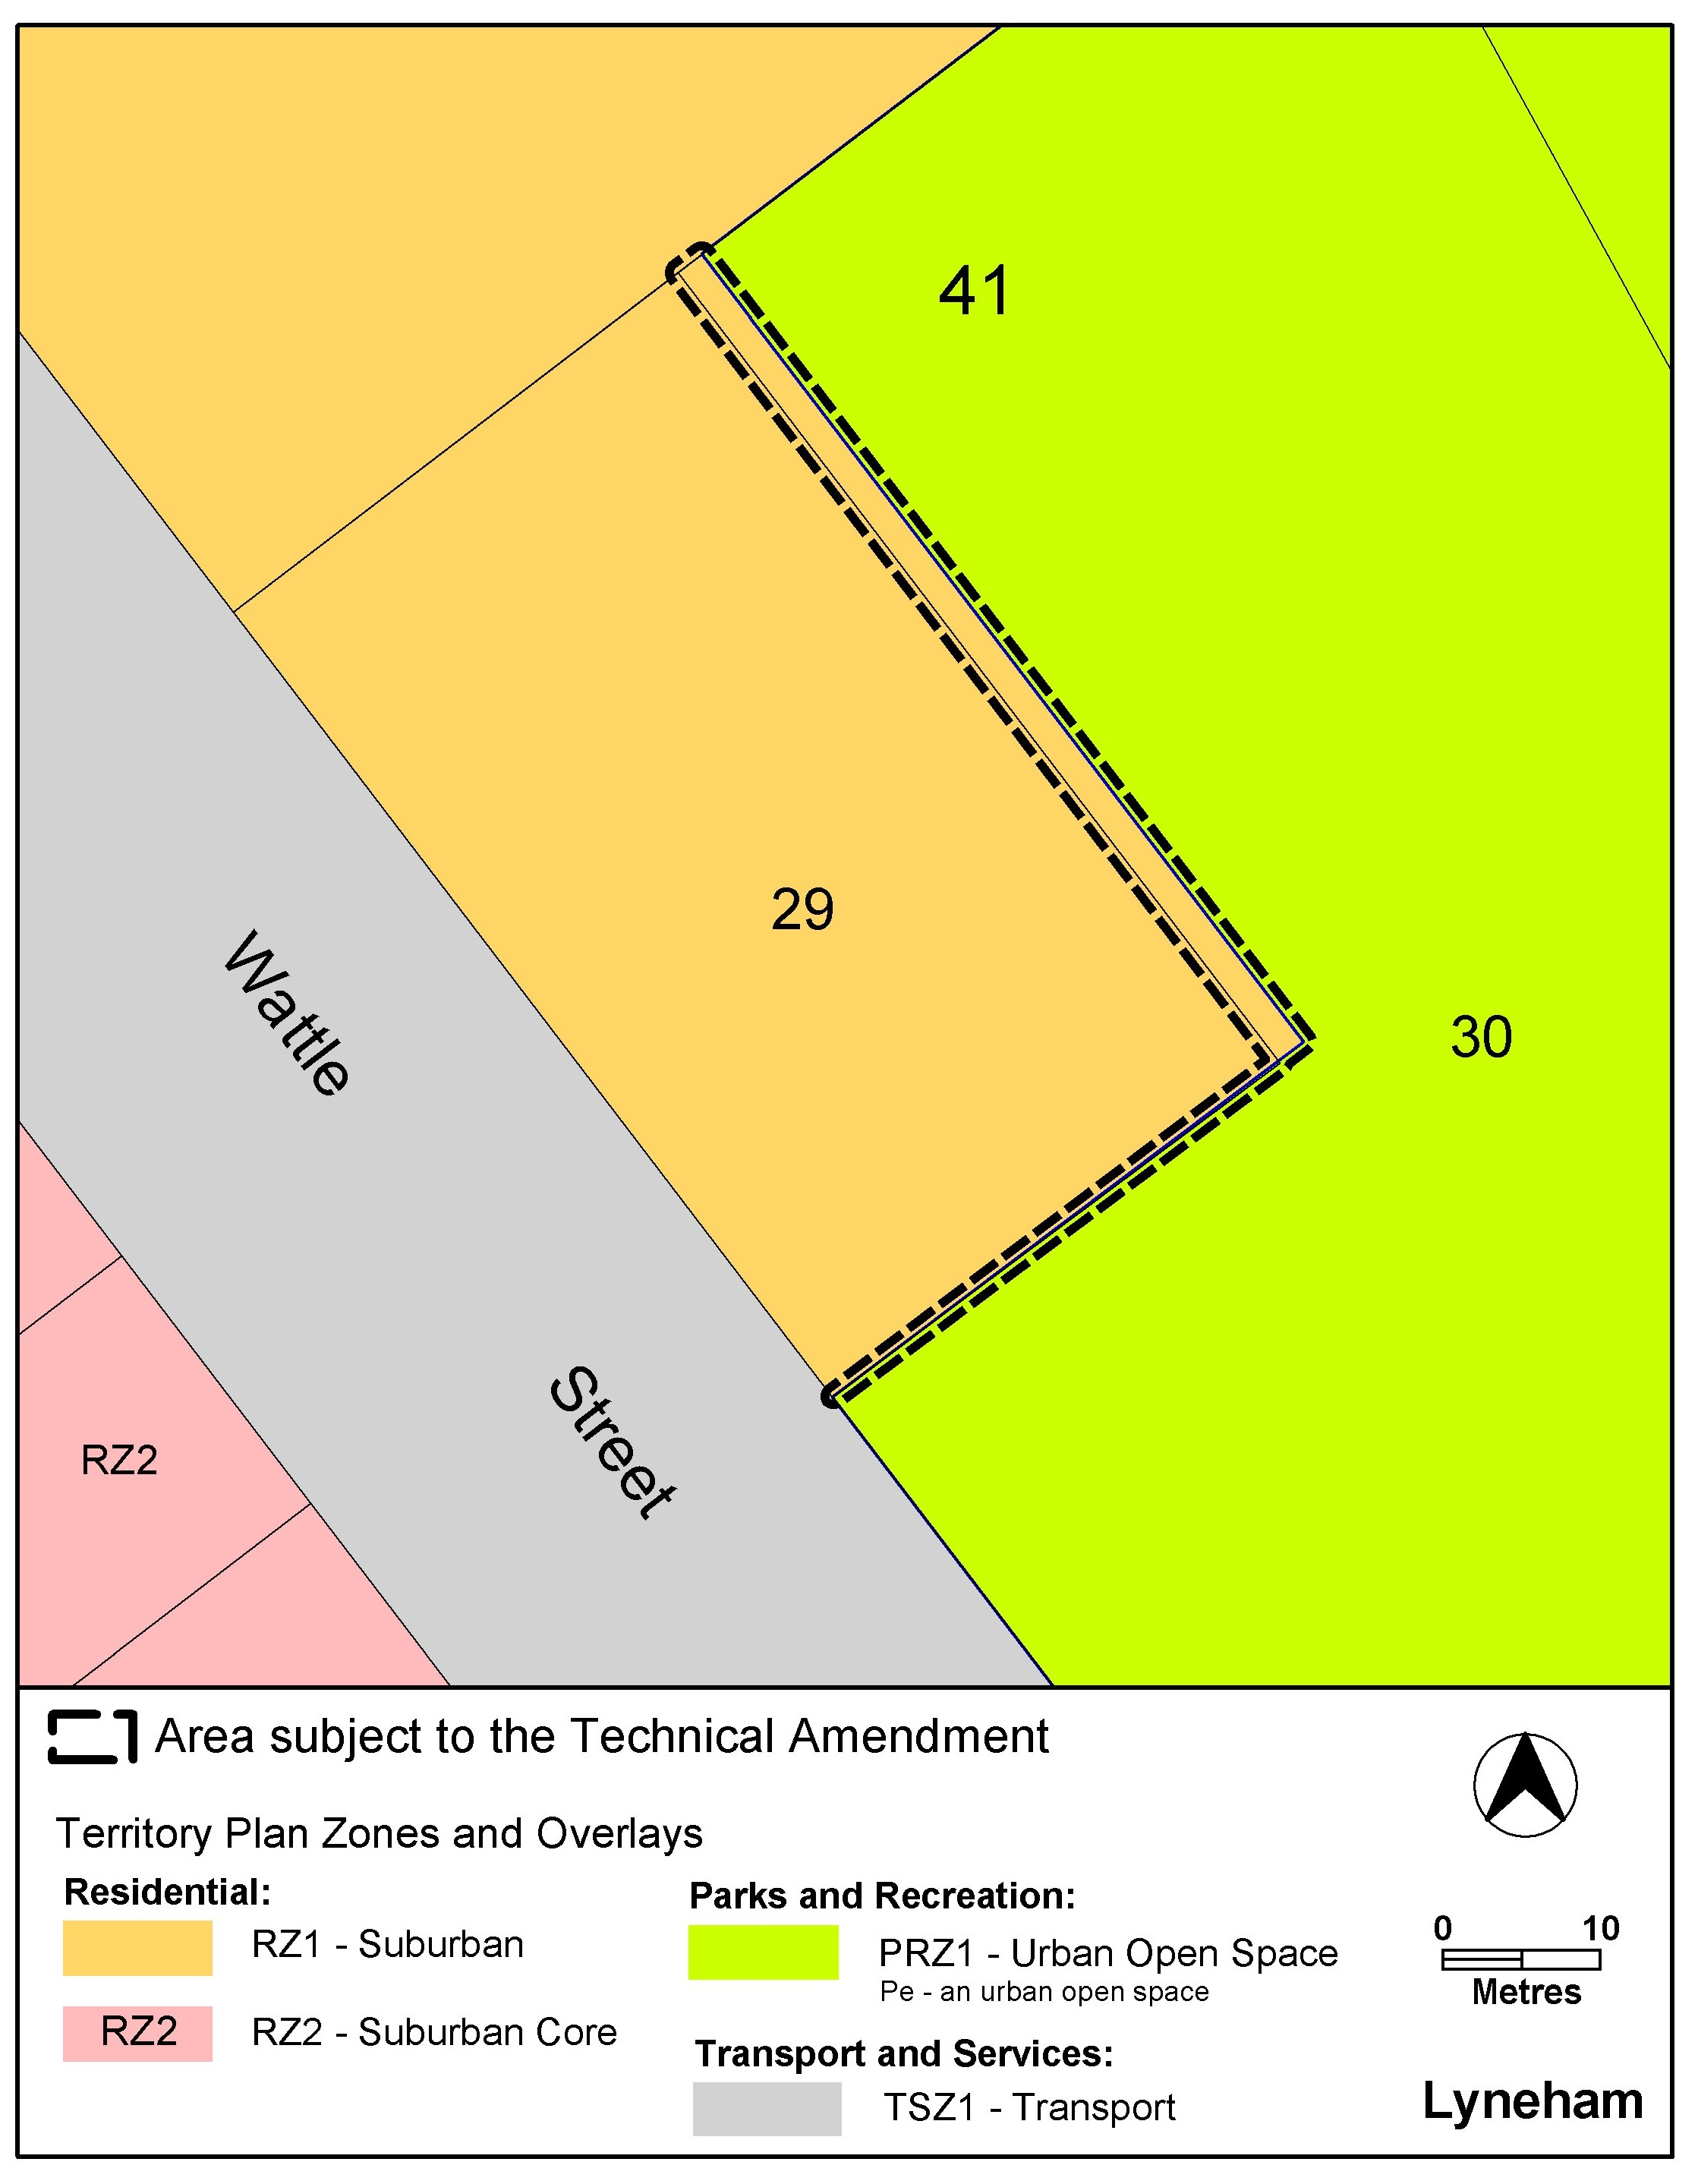 41
29
30
Wattle
Street
RZ2
Area subject to the Technical Amendment
Territory Plan Zones and Overlays
Residential:
RZ1 - Suburban
RZ2
RZ2 - Suburban Core
Parks and Recreation:
PRZ1 - Urban Open Space
Pe - an urban open space
Transport and Services:
TSZ1 - Transport
0 10
Metres
Lyneham